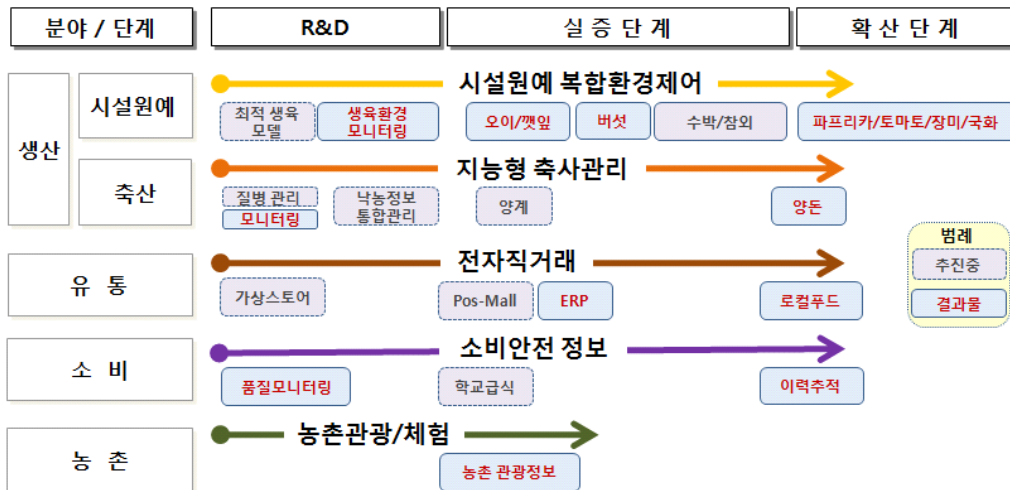 분야 / 단계
R&D
실 증 단 계
확 산 단 계
생산
시설원예
시설원예 복합환경제어
최적 생육
모델
생육환경
모니터링
오이/깻잎
버섯
수박/참외
파프리카/토마토/장미/국화
축산
지능형 축사관리
질병 관리
모니터링
낙농정보
통합관리
양계
양돈
범례
추진중
결과물
유 통
전자직거래
가상스토어
Pos-Mall
ERP
로컬푸드
소 비
소비안전 정보
품질모니터링
학교급식
이력추적
농 촌
농촌관광/체험
농촌 관광정보